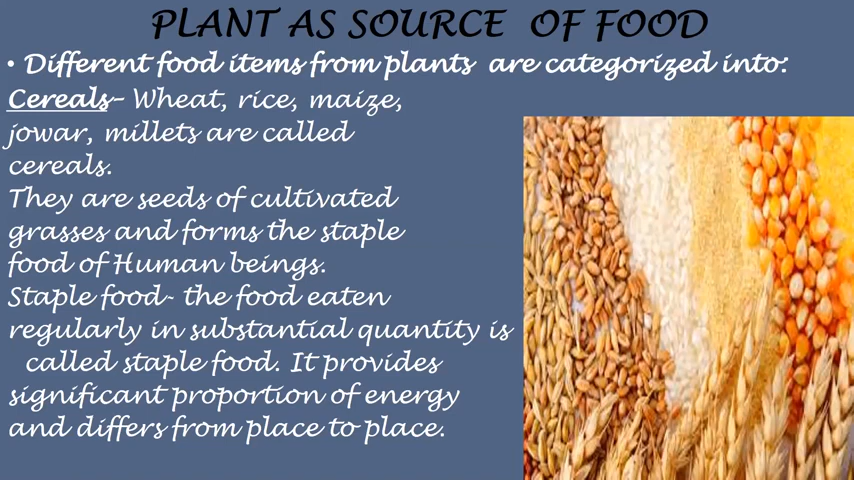 PLANT AS SOURCE OF FOOD
• Different food items from plants are categorized into:
Cereals– Wheat, rice, maize,
jowar, millets are called
cereals.
They are seeds of cultivated
grasses and forms the staple
food of Human beings.
Staple food- the food eaten
regularly in substantial quantity is
called staple food. It provides
significant proportion of energy
and differs from place to place.